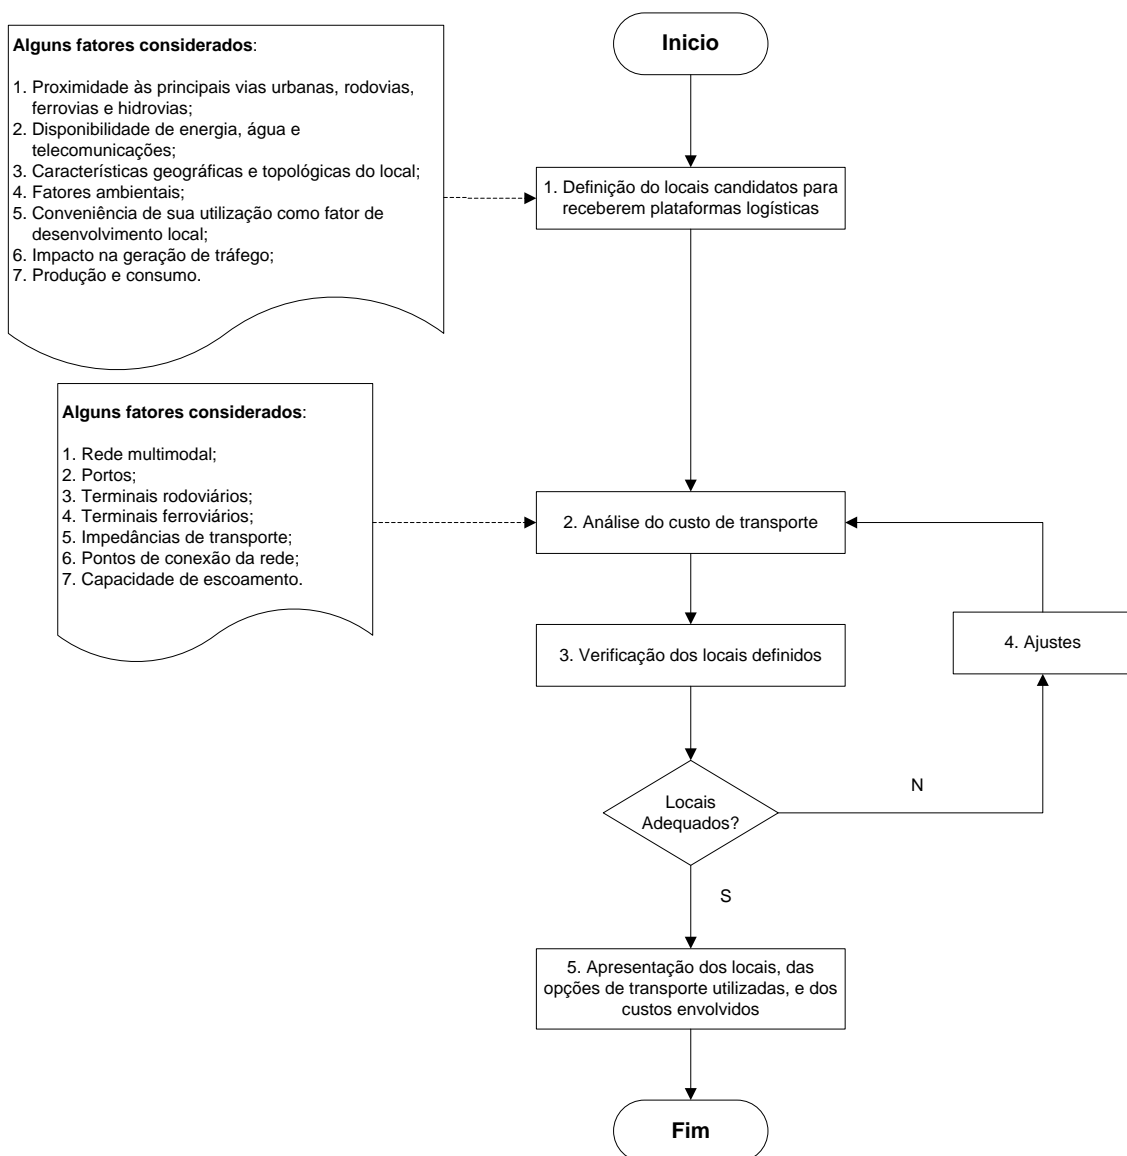 Alguns fatores considerados:
1. Proximidade às principais vias urbanas, rodovias,
ferrovias e hidrovias;
2. Disponibilidade de energia, água e
telecomunicações;
3. Características geográficas e topológicas do local;
4. Fatores ambientais;
5. Conveniência de sua utilização como fator de
desenvolvimento local;
6. Impacto na geração de tráfego;
7. Produção e consumo.
Inicio
1. Definição do locais candidatos para
receberem plataformas logísticas
Alguns fatores considerados:
1. Rede multimodal;
2. Portos;
3. Terminais rodoviários;
4. Terminais ferroviários;
5. Impedâncias de transporte;
6. Pontos de conexão da rede;
7. Capacidade de escoamento.
2. Análise do custo de transporte
3. Verificação dos locais definidos
4. Ajustes
Locais
Adequados?
N
S
5. Apresentação dos locais, das
opções de transporte utilizadas, e dos
custos envolvidos
Fim